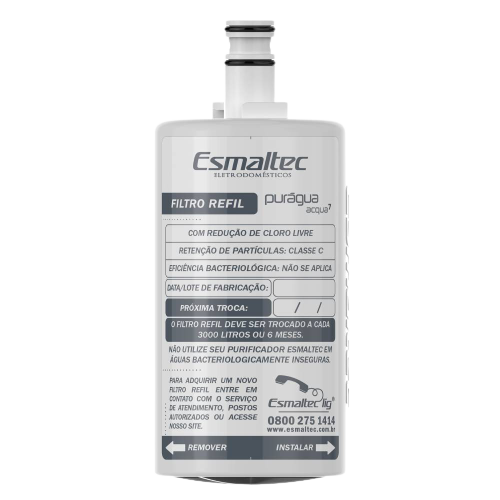 Esmaltec
ELETRODOMÉSTICOS
FILTRO REFIL
purágua
acqua7
COM REDUÇÃO DE CLORO LIVRE
RETENÇÃO DE PARTÍCULAS: CLASSE C
EFICIÊNCIA BACTERIOLÓGICA: NÃO SE APLICA
DATA/LOTE DE FABRICAÇÃO:
PRÓXIMA TROCA: / /
O FILTRO REFIL DEVE SER TROCADO A CADA
3000 LITROS OU 6 MESES.
NÃO UTILIZE SEU PURIFICADOR ESMALTEC EM
ÁGUAS BACTERIOLOGICAMENTE INSEGURAS.
PARA ADQUIRIR UM NOVO
FILTRO REFIL ENTRE EM
CONTATO COM O SERVIÇO
DE ATENDIMENTO, POSTOS
AUTORIZADOS OU ACESSE
NOSSO SITE.
Esmaltec lig®
0800 275 1414
www.esmaltec.com.br
REMOVER
INSTALAR